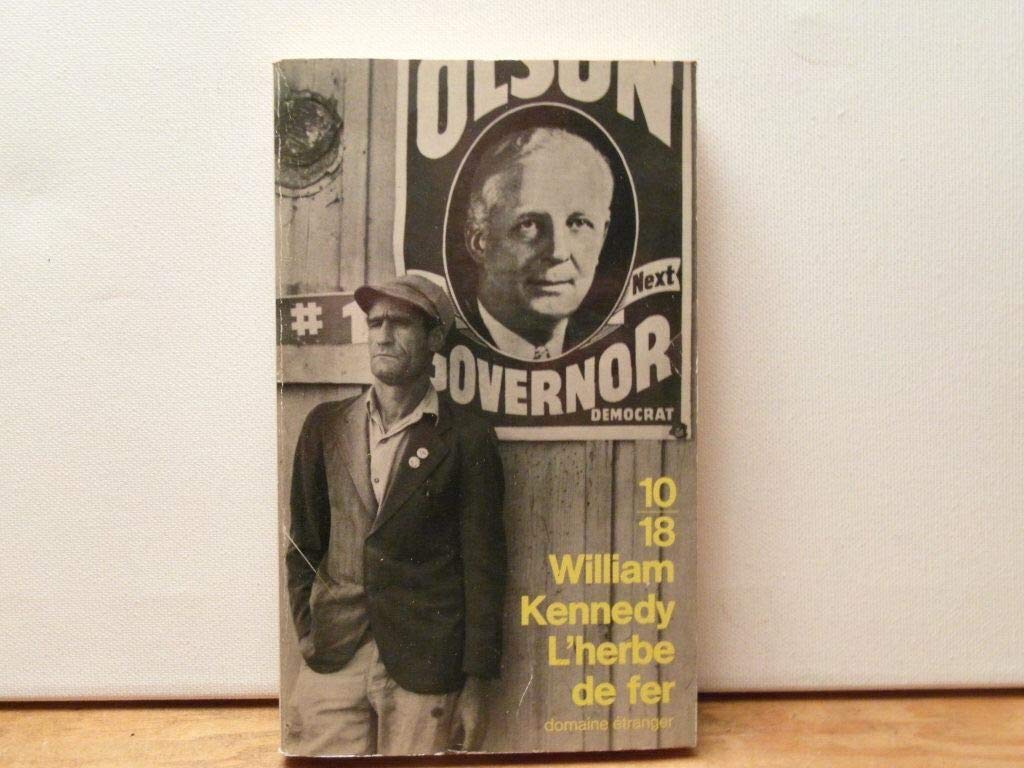 OLSON
Next
# 1
GOVERNOR
DEMOCRAT
10
18
William
Kennedy
L'herbe
de fer
domaine étranger